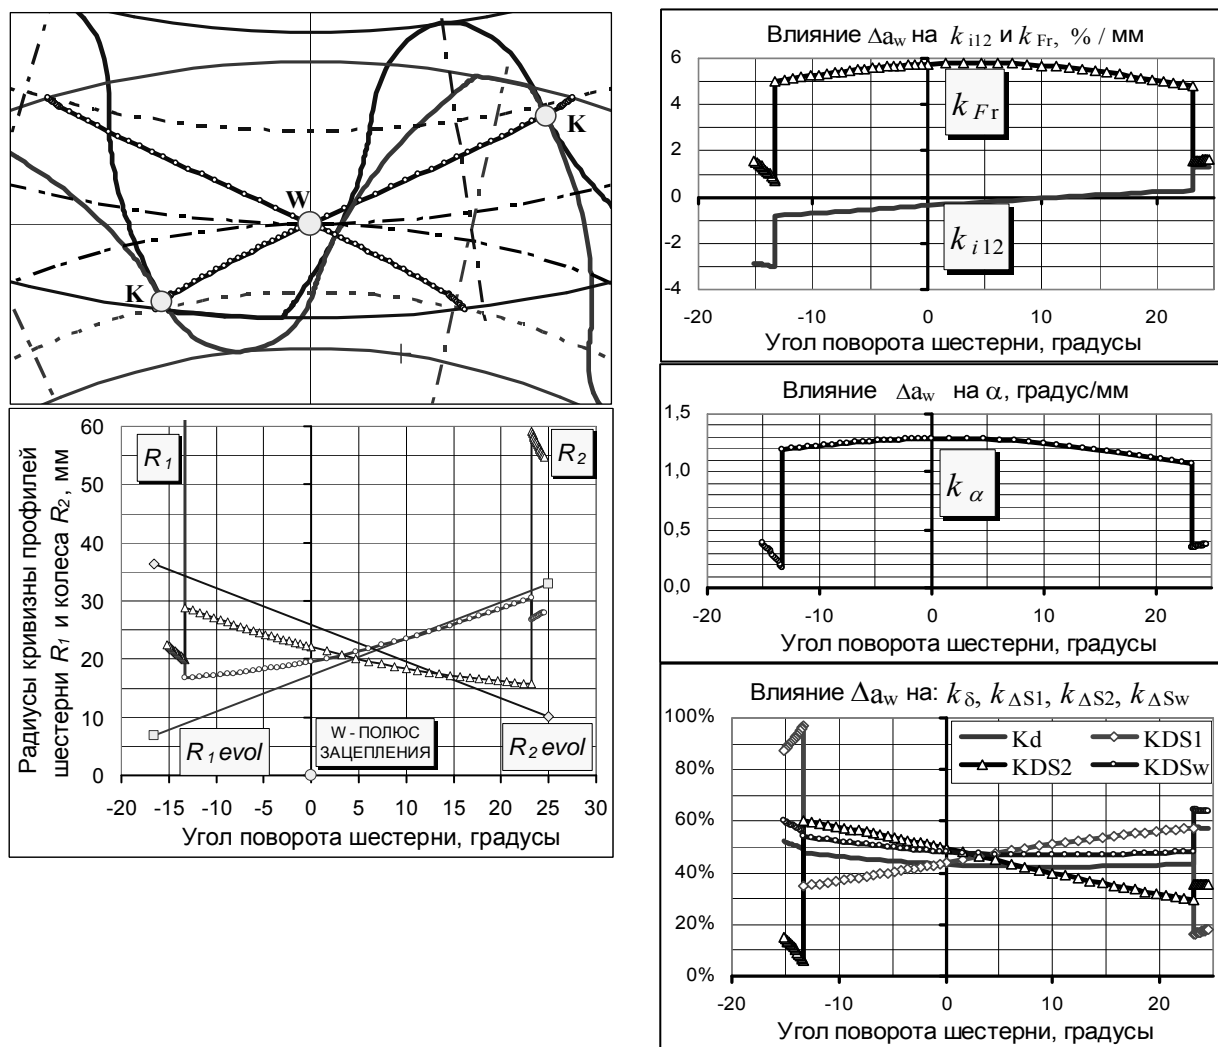 K
W
K
Радиусы кривизны профилей
шестерни R1 и колеса R2, мм
60
50
40
30
20
10
0
R1
R2
R1 evol
W - ПОЛЮС
ЗАЦЕПЛЕНИЯ
R2 evol
-20 -15 -10 -5 0 5 10 15 20 25 30
Угол поворота шестерни, градусы
Влияние Δaw на k i12 и k Fr, % / мм
6
4
2
0
-2
-4
k Fr
k i12
-20 -10 0 10 20
Угол поворота шестерни, градусы
Влияние Δaw на α, градус/мм
1,5
1,0
0,5
0,0
k α
-20 -10 0 10 20
Угол поворота шестерни, градусы
Влияние Δaw на: kδ, kΔS1, kΔS2, kΔSw
100%
80%
60%
40%
20%
0%
Kd KDS1
KDS2 KDSw
-20 -10 0 10 20
Угол поворота шестерни, градусы